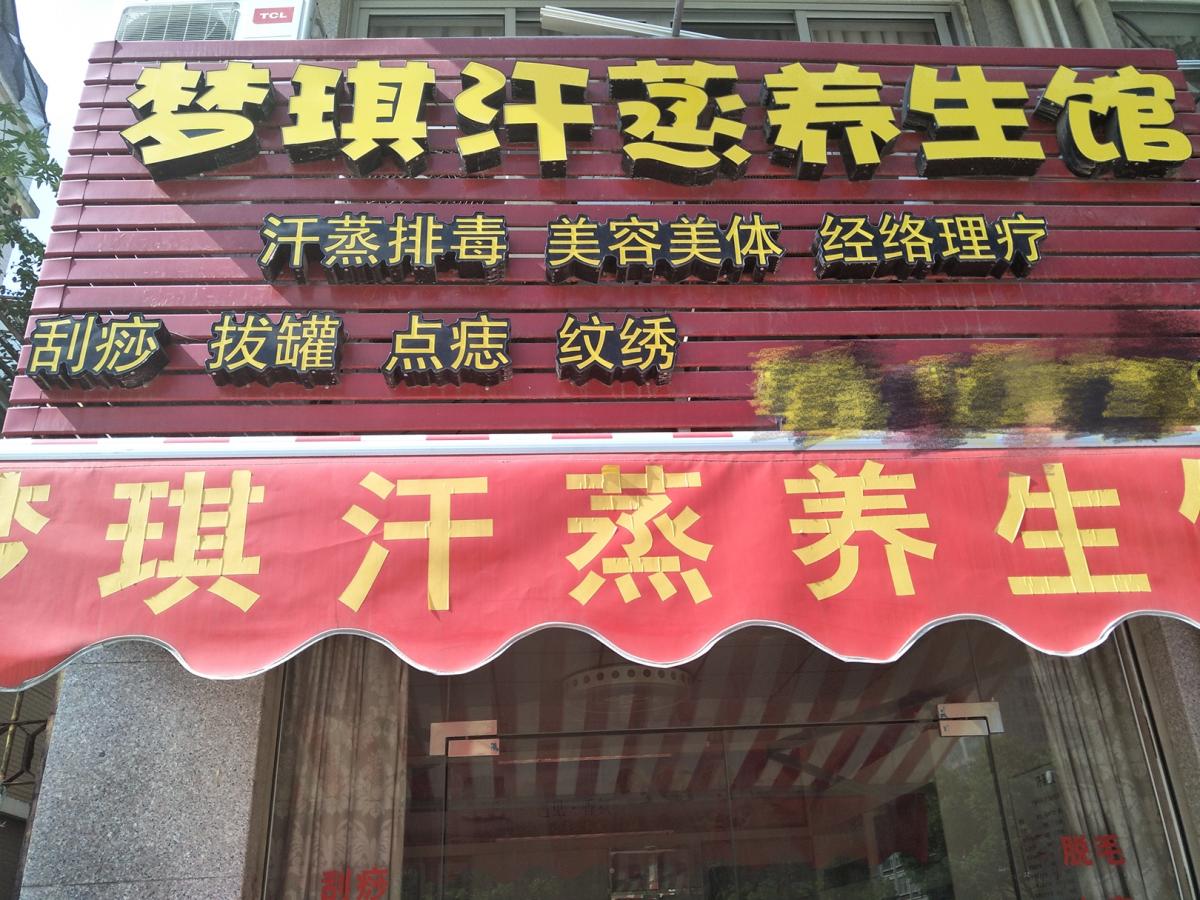 TCL
梦琪汗蒸养生馆
汗蒸排毒 美容美体 经络理疗
刮痧 拔罐 点痣 纹绣
梦琪汗蒸养生
刮痧
脱毛